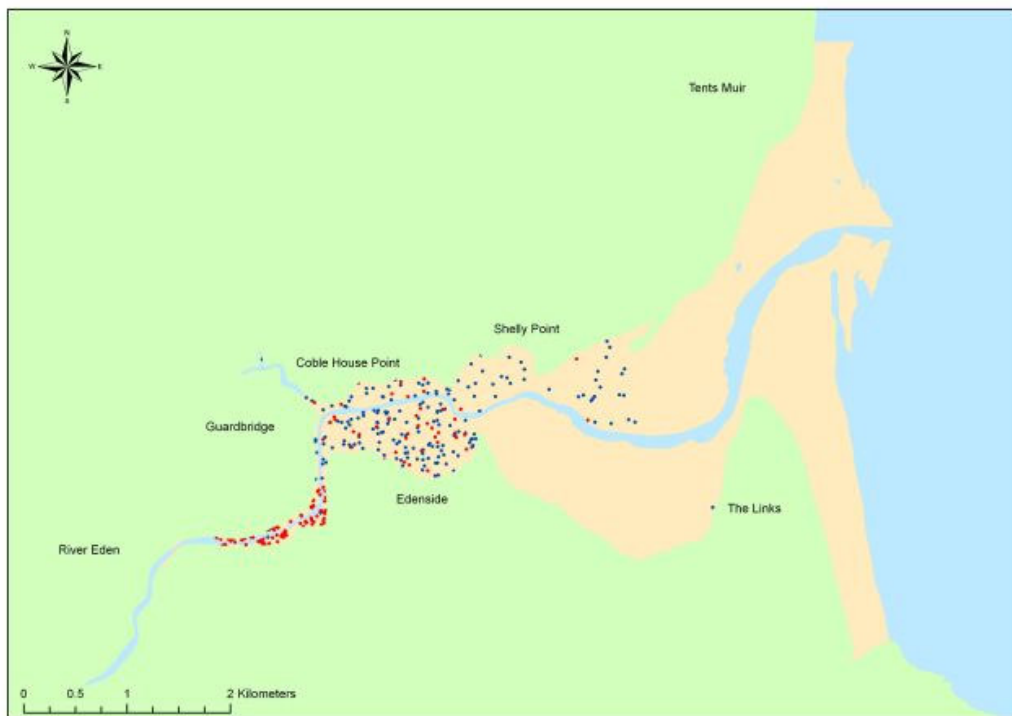 N
W E
S
Tents Muir
Shelly Point
Coble House Point
Guardbridge
Edenside
The Links
River Eden
0 0.5 1 2 Kilometers